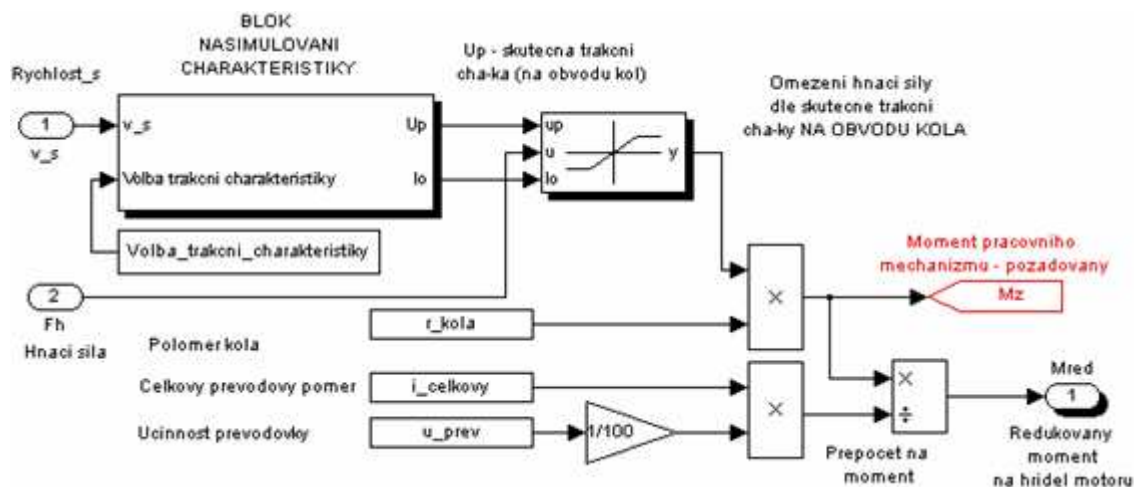 BLOK
NASIMULOVANI
CHARAKTERISTIKY
Up - skutecna trakcni
cha-ka (na obvodu kol)
Rychlost_s
Omezeni hnaci sily
dle skutecne trakcni
cha-ky NA OBVODU KOLA
1
v_s
v_s
Up
up
u
y
lo
Volba trakcni charakteristiky
lo
Volba_trakcni_charakteristiky
Moment pracovniho
mechanizmu - pozadovany
Mz
2
Fh
Hnaci sila
×
r_kola
Polomer kola
Celkovy prevodovy pomer
i_celkovy
×
×
÷
Mred
1
Ucinnost prevodovky
u_prev
1/100
Prepocet na
moment
Redukovany
moment
na hridel motoru